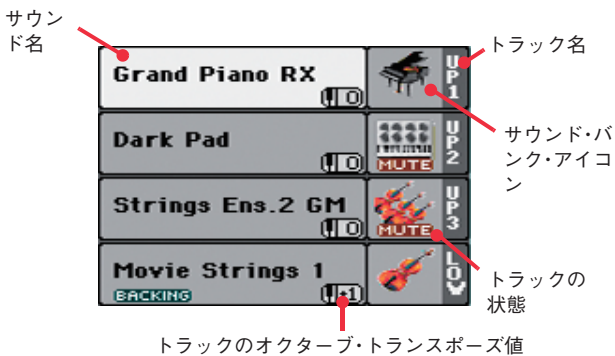 サウン
ド名
トラック名
Grand Piano RX
0
UP1
サウンド・バ
ンク・アイコ
ン
Dark Pad
0
MUTE
UP2
Strings Ens.2 GM
0
MUTE
UP3
トラックの
状態
Movie Strings 1
BACKING
+1
LOW
トラックのオクターブ・トランスポーズ値